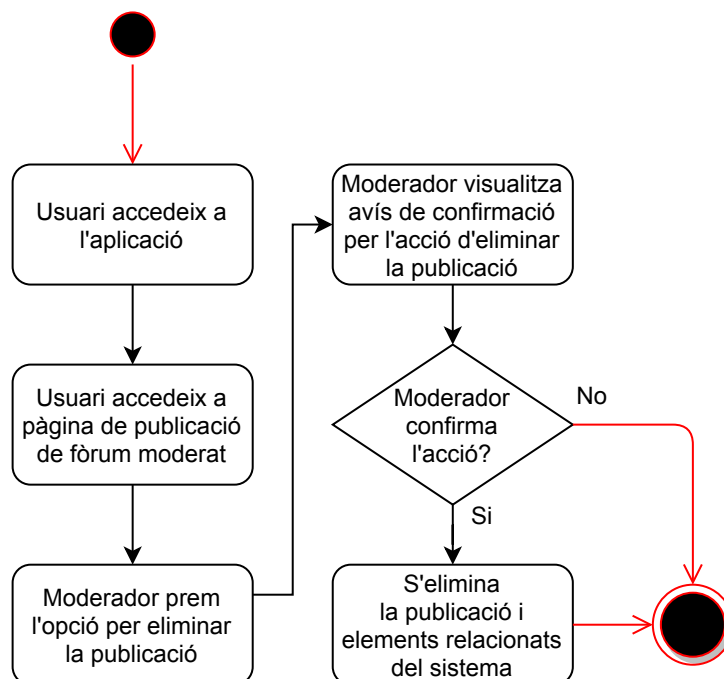 Usuari accedeix a
l'aplicació
Usuari accedeix a
pàgina de publicació
de fòrum moderat
Moderador prem
l'opció per eliminar
la publicació
Moderador visualitza
avís de confirmació
per l'acció d'eliminar
la publicació
Moderador
confirma
l'acció?
No
Si
S'elimina
la publicació i
elements relacionats
del sistema